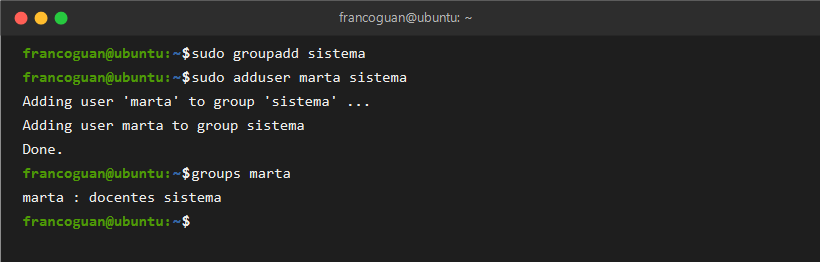 francoguan@ubuntu: ~
francoguan@ubuntu:~$sudo groupadd sistema
francoguan@ubuntu:~$sudo adduser marta sistema
Adding user 'marta' to group 'sistema' ...
Adding user marta to group sistema
Done.
francoguan@ubuntu:~$groups marta
marta : docentes sistema
francoguan@ubuntu:~$